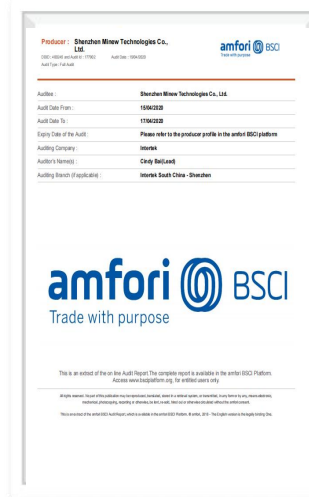 Producer : Shenzhen Minew Technologies Co., Ltd.
Audit Type : Full Audit
amfori BSCI
Trade with purpose
Auditee : Shenzhen Minew Technologies Co., Ltd.
Audit Date From : 15/04/2020
Audit Date To : 17/04/2020
Expiry Date of the Audit : Please refer to the producer profile in the amfori BSCI platform
Auditing Company : Intertek
Auditor's Name(s) : Cindy Bai(Lead)
Auditing Branch (if applicable) : Intertek South China - Shenzhen
amfori BSCI
Trade with purpose
This is an extract of the on line Audit Report.The complete report is available in the amfori BSCI Platform.
Access www.bsciplatform.org, for entitled users only.